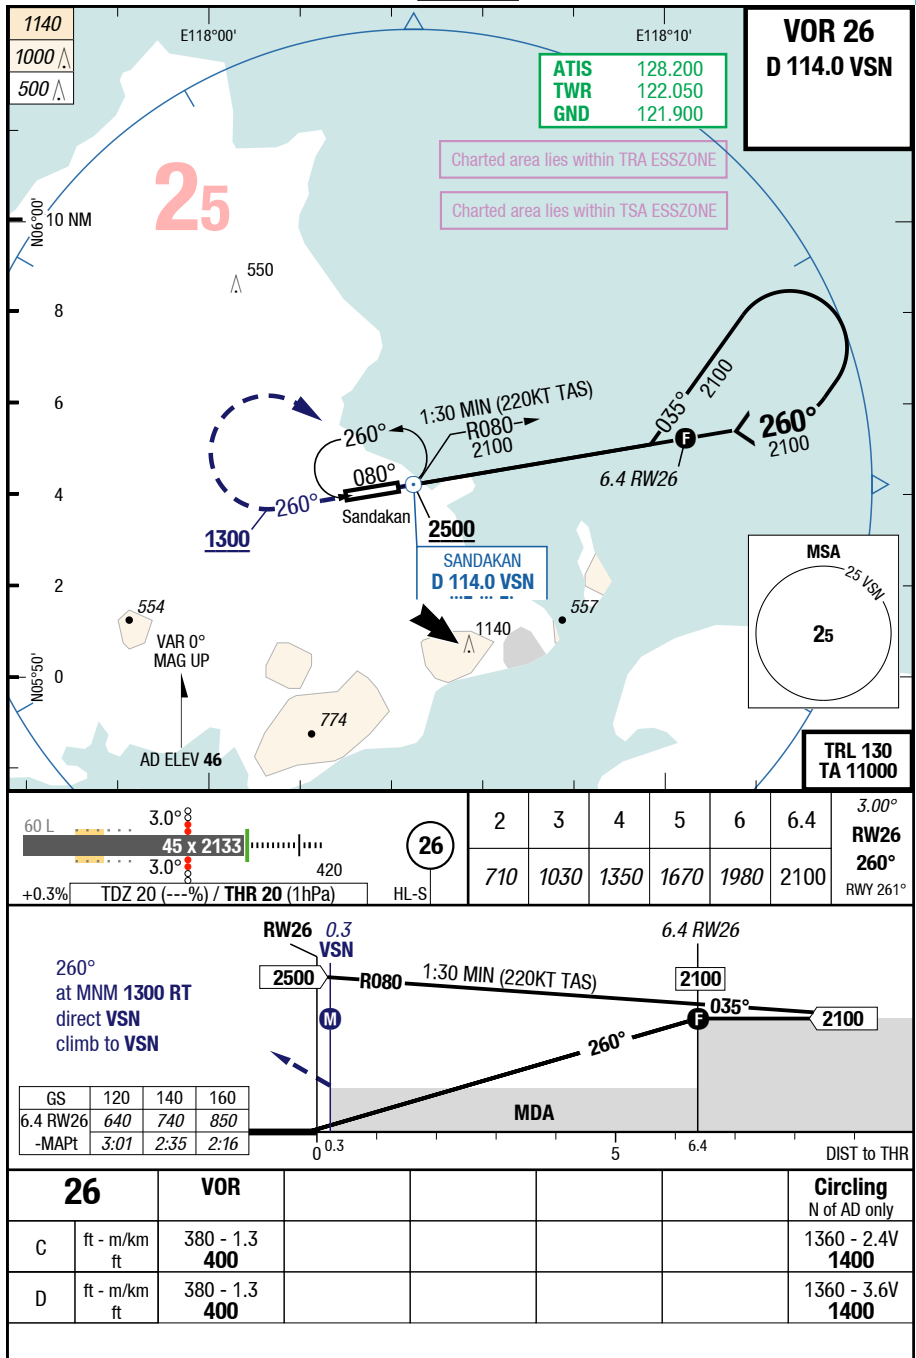 1140
1000
500
E118°00'
E118°10'
VOR 26
D 114.0 VSN
ATIS 128.200
TWR 122.050
GND 121.900
Charted area lies within TRA ESSZONE
Charted area lies within TSA ESSZONE
25
N06°00'
10 NM
550
8
6
4
2
0
N05°50'
1:30 MIN (220KT TAS)
R080
2100
035°
2100
260°
2100
F
6.4 RW26
260°
080°
260°
1300
Sandakan
2500
SANDAKAN
D 114.0 VSN
554
557
1140
774
VAR 0°
MAG UP
AD ELEV 46
MSA
25 VSN
25
TRL 130
TA 11000
60 L
3.0°
45 x 2133
3.0°
420
+0.3%
TDZ 20 (---%) / THR 20 (1hPa)
HL-S
26
2 3 4 5 6 6.4
710 1030 1350 1670 1980 2100
3.00°
RW26
260°
RWY 261°
RW26 0.3
VSN
6.4 RW26
2500
R080
1:30 MIN (220KT TAS)
2100
035°
2100
M
F
260°
260°
at MNM 1300 RT
direct VSN
climb to VSN
MDA
GS 120 140 160
6.4 RW26 640 740 850
-MAPt 3:01 2:35 2:16
0 0.3 5 6.4 DIST to THR
26 VOR Circling
N of AD only
C ft - m/km 380 - 1.3 1360 - 2.4V
ft 400 1400
D ft - m/km 380 - 1.3 1360 - 3.6V
ft 400 1400